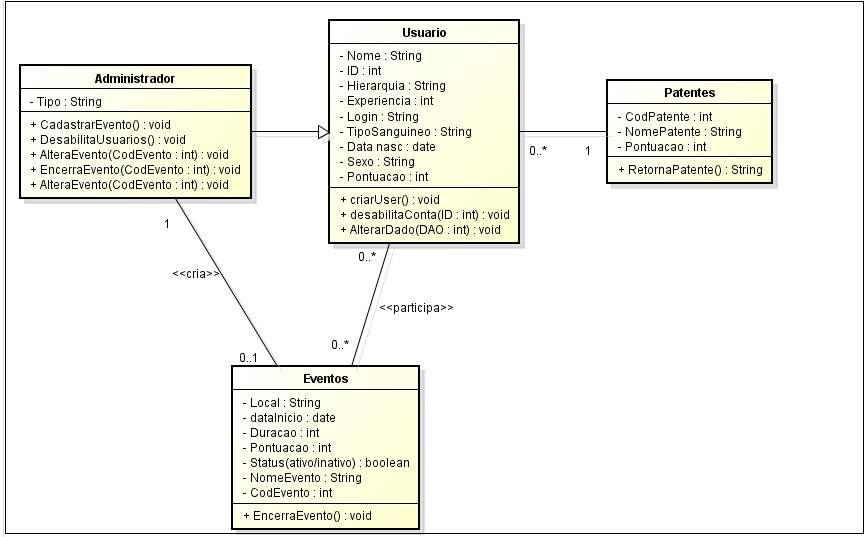 Usuario
- Nome : String
- ID : int
- Hierarquia : String
- Experiencia : int
- Login : String
- TipoSanguineo : String
- Data nasc : date
- Sexo : String
- Pontuacao : int
+ criarUser() : void
+ desabilitaConta(ID : int) : void
+ AlterarDado(DAO : int) : void
Administrador
- Tipo : String
+ CadastrarEvento() : void
+ DesabilitaUsuarios() : void
+ AlteraEvento(CodEvento : int) : void
+ EncerraEvento(CodEvento : int) : void
+ AlteraEvento(CodEvento : int) : void
Patentes
- CodPatente : int
- NomePatente : String
- Pontuacao : int
+ RetornaPatente() : String
0..*
1
1
<<cria>>
0..1
0..*
<<participa>>
0..*
Eventos
- Local : String
- dataInicio : date
- Duracao : int
- Pontuacao : int
- Status(ativo/inativo) : boolean
- NomeEvento : String
- CodEvento : int
+ EncerraEvento() : void